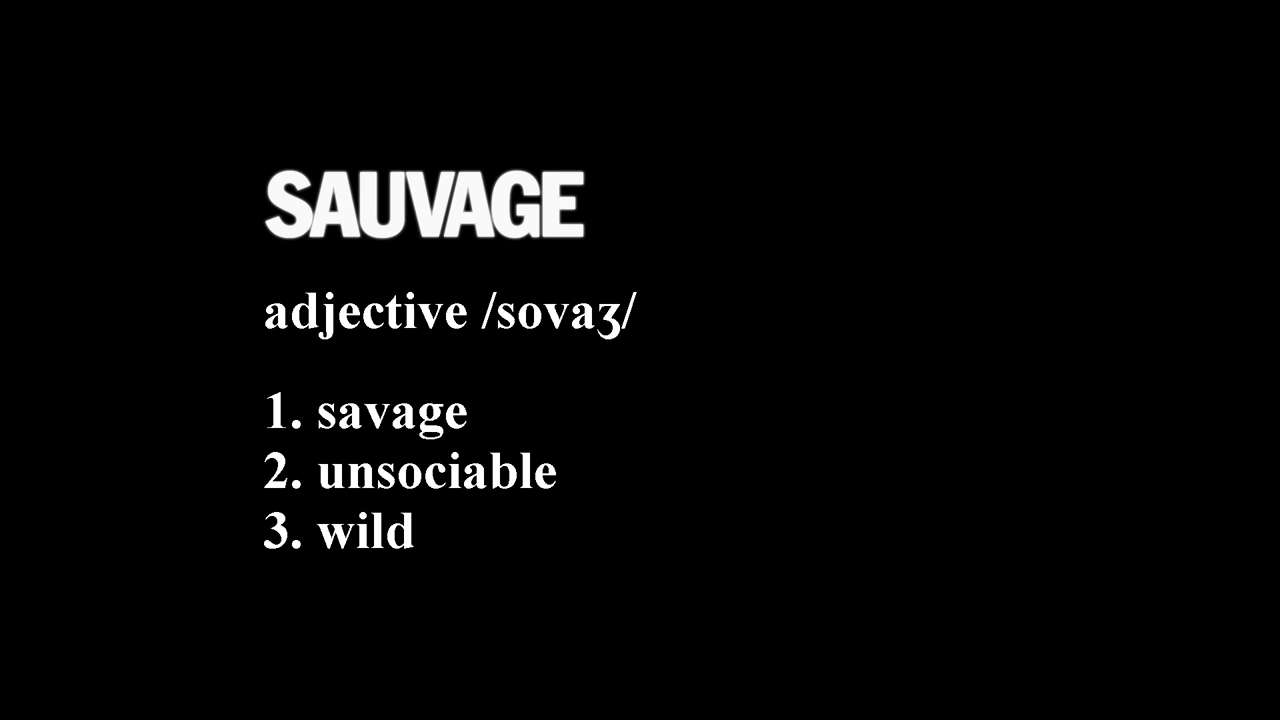 SAUVAGE
adjective /sovaʒ/
1. savage
2. unsociable
3. wild